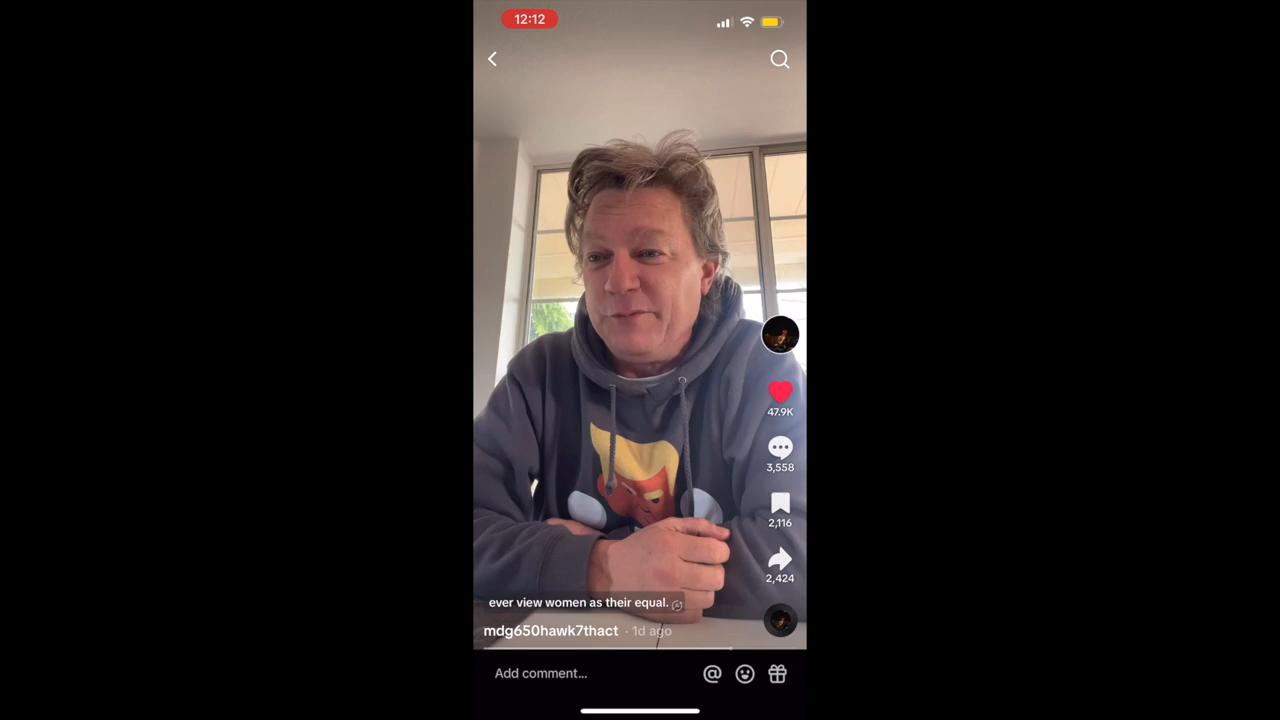 12:12
47.9K
3,558
2,116
2,424
ever view women as their equal.
mdg650hawk7thact · 1d ago
Add comment...
@